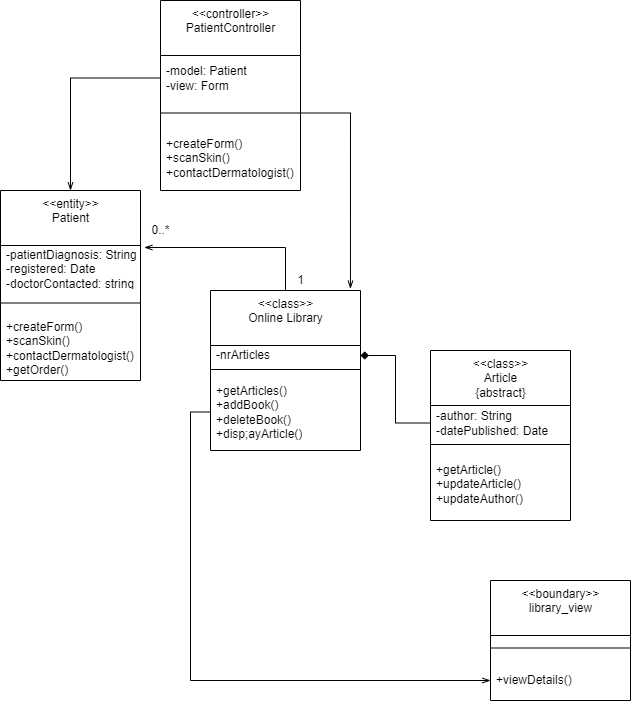 <<controller>>
PatientController
-model: Patient
-view: Form
+createForm()
+scanSkin()
+contactDermatologist()
<<entity>>
Patient
-patientDiagnosis: String
-registered: Date
-doctorContacted: string
+createForm()
+scanSkin()
+contactDermatologist()
+getOrder()
0..*
1
<<class>>
Online Library
-nrArticles
+getArticles()
+addBook()
+deleteBook()
+disp;ayArticle()
<<class>>
Article
{abstract}
-author: String
-datePublished: Date
+getArticle()
+updateArticle()
+updateAuthor()
<<boundary>>
library_view
+viewDetails()